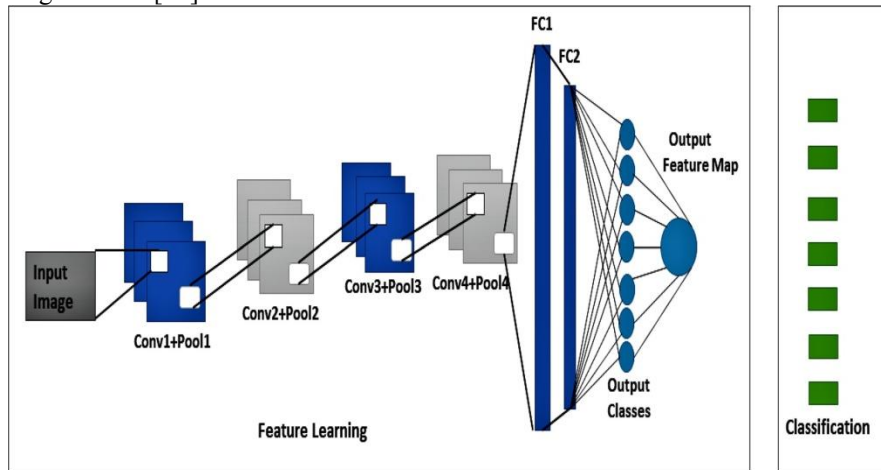 FC1
FC2
Output
Feature Map
Input
Image
Conv1+Pool1
Conv2+Pool2
Conv3+Pool3
Conv4+Pool4
Output
Classes
Feature Learning
Classification